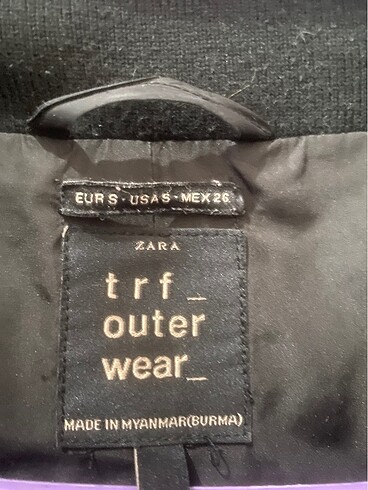 EUR S · USA S · MEX 26
ZARA
trf_
outer
wear_
MADE IN MYANMAR(BURMA)